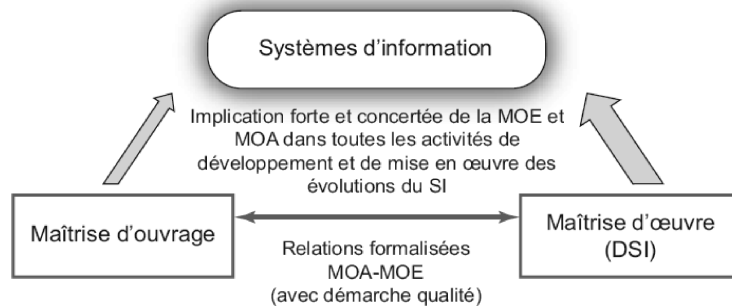 Systèmes d'information
Implication forte et concertée de la MOE et
MOA dans toutes les activités de
développement et de mise en œuvre des
évolutions du SI
Maîtrise d'ouvrage
Maîtrise d'œuvre
(DSI)
Relations formalisées
MOA-MOE
(avec démarche qualité)